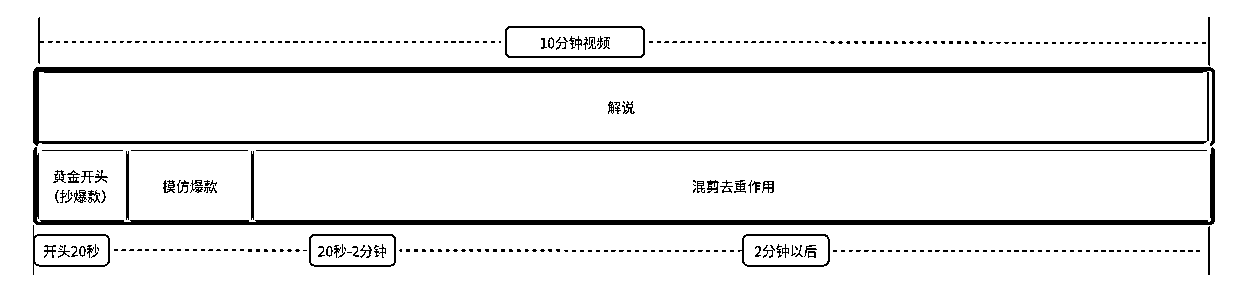 10分钟视频
解说
黄金开头
(抄爆款)
模仿爆款
混剪去重作用
开头20秒
20秒-2分钟
2分钟以后